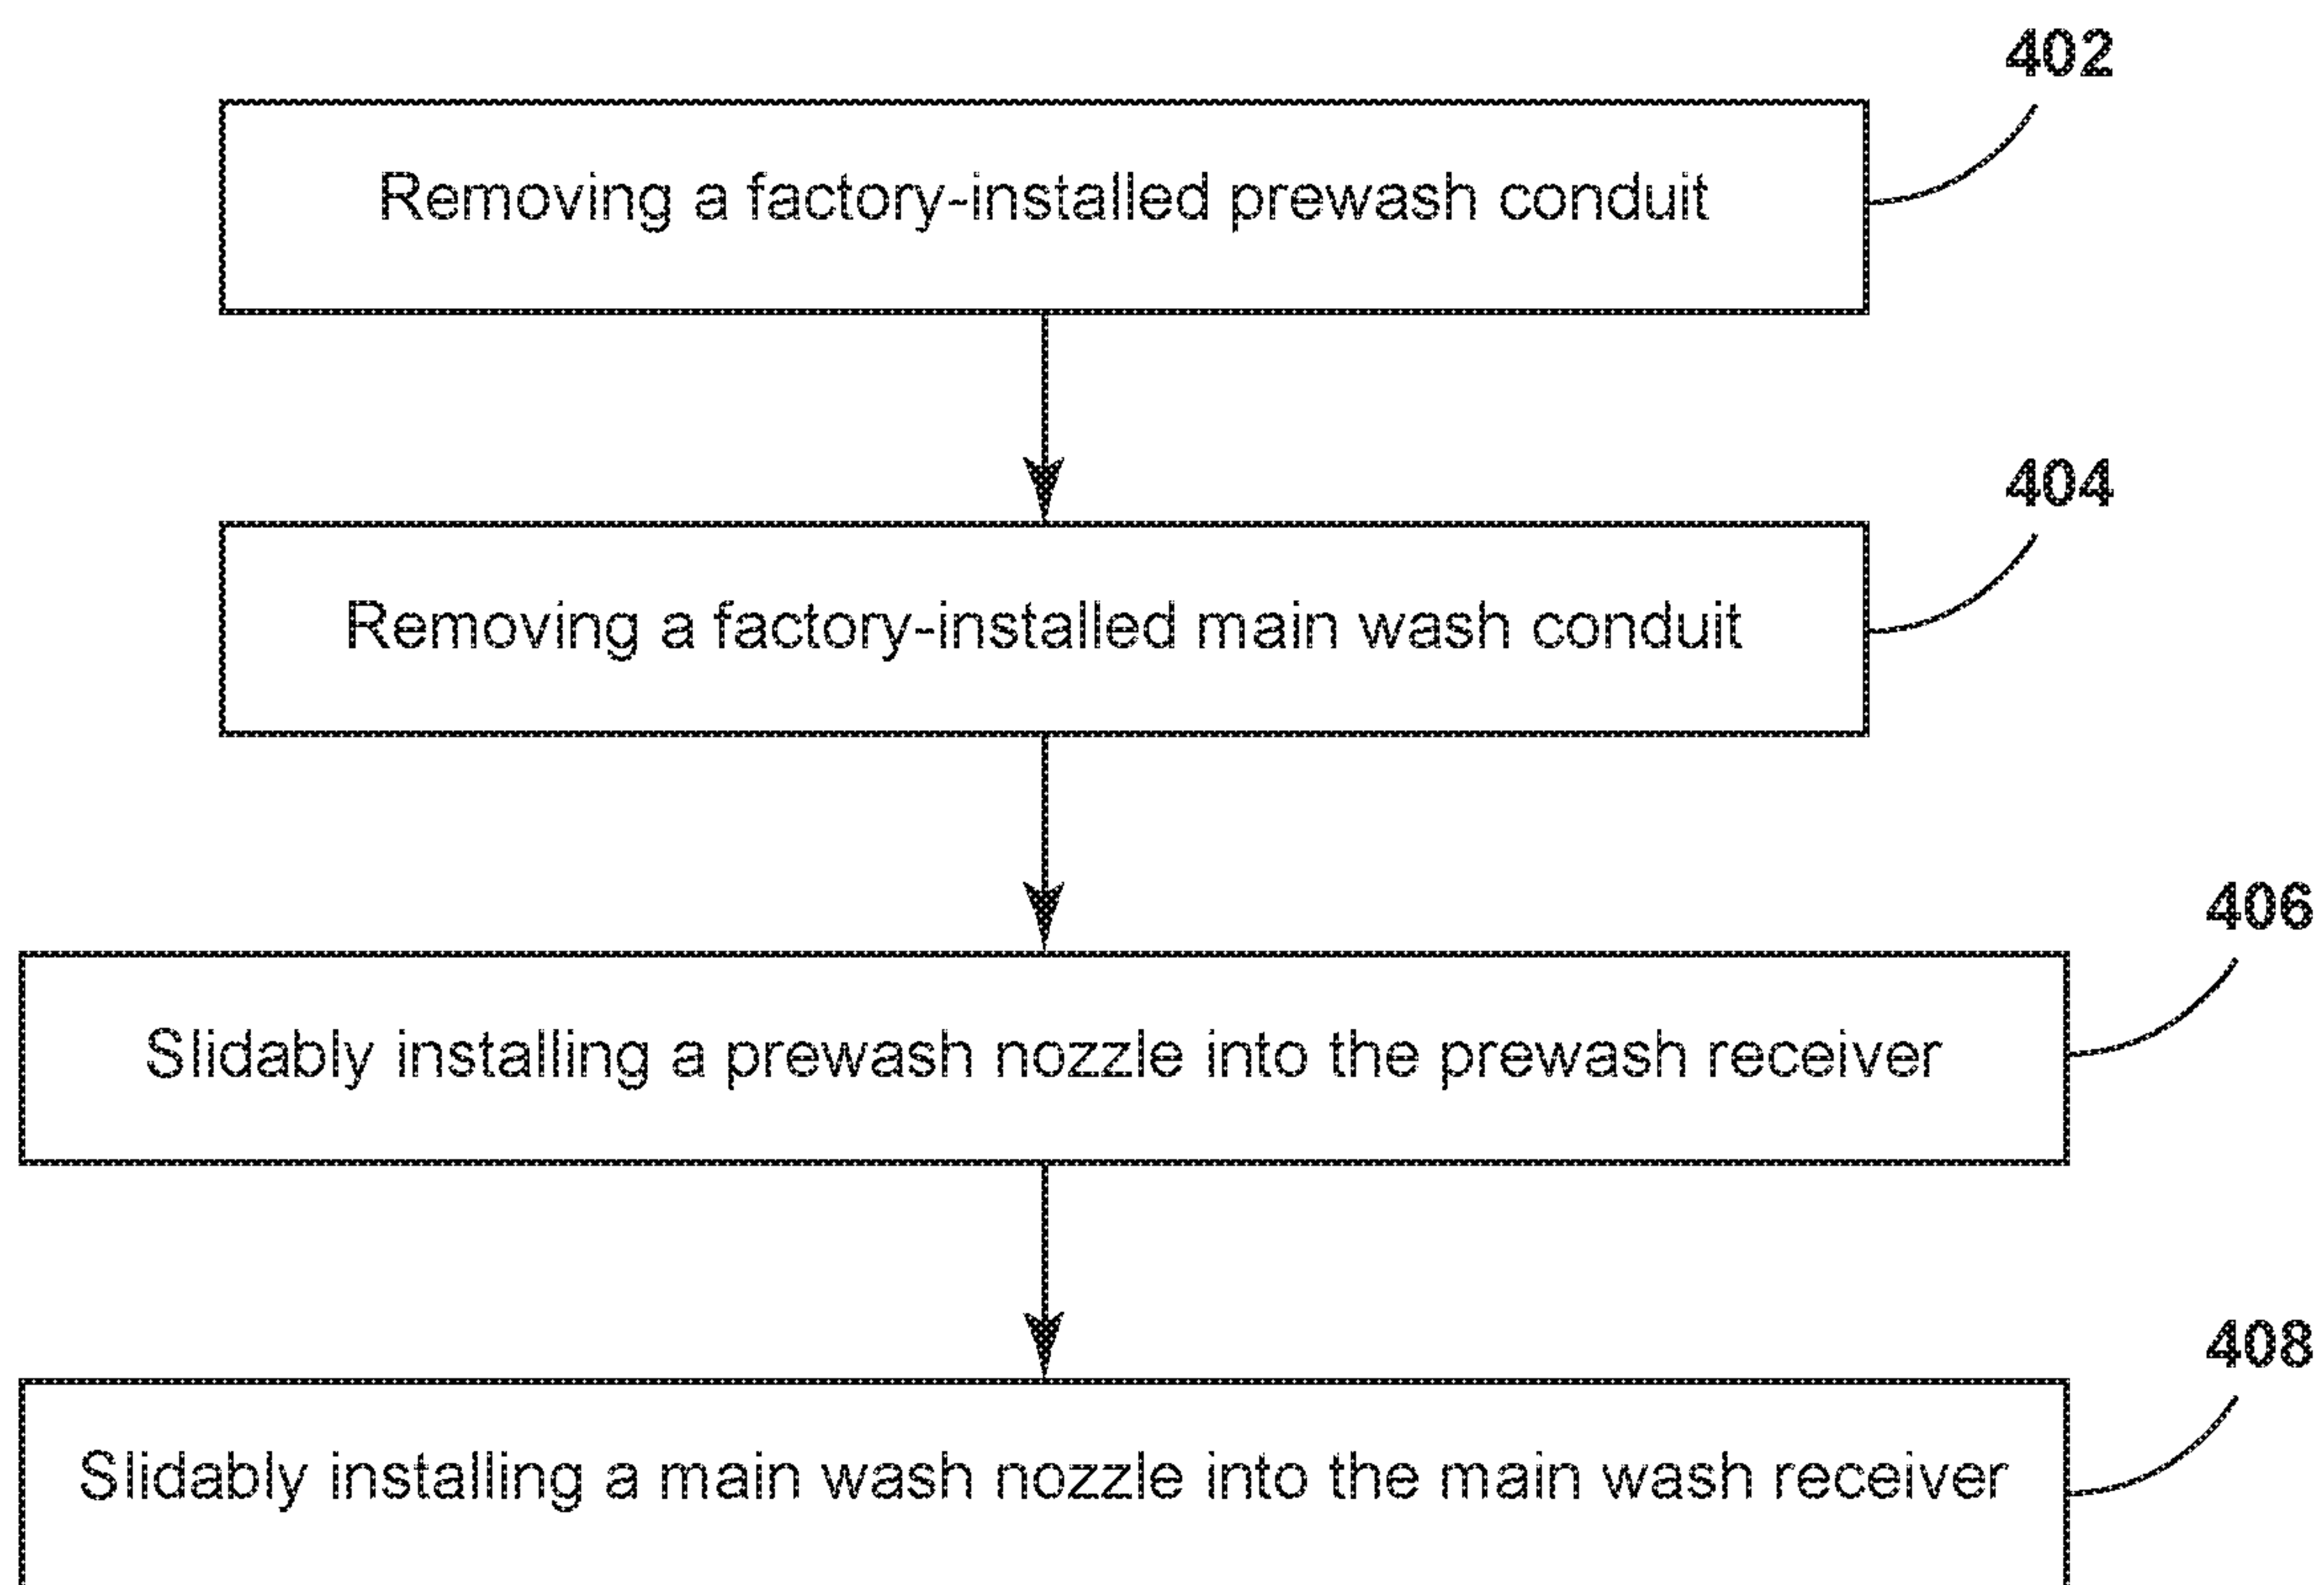 402
Removing a factory-installed prewash conduit
404
Removing a factory-installed main wash conduit
406
Slidably installing a prewash nozzle into the prewash receiver
408
Slidably installing a main wash nozzle into the main wash receiver